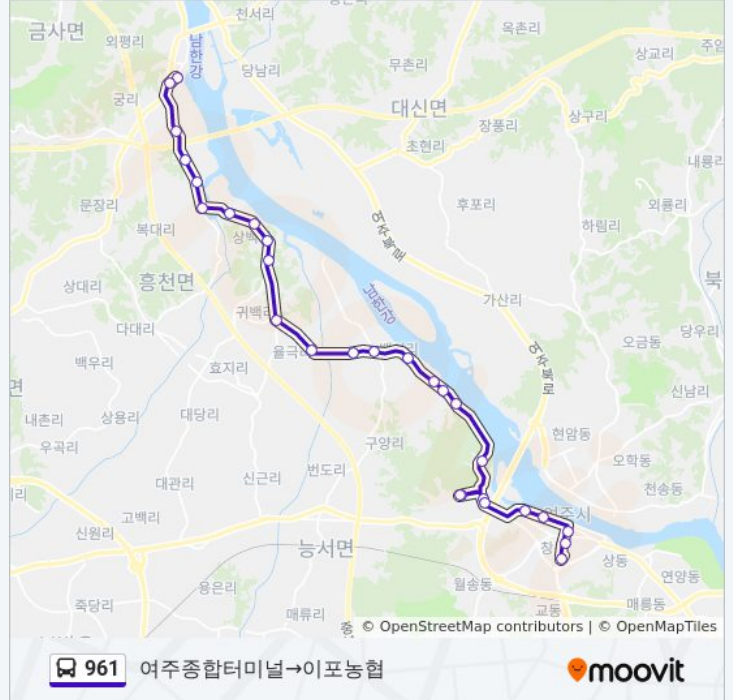 천서리
금사면
외평리
옥촌리
남한강
상교리
주암
당남리
무촌리
궁리
대신면
상구리
장풍리
초현리
내룡리
문장리
후포리
외룡리
복대리
여주북로
하림리
상백
흥천면
북
상대리
남한강
가산리
귀백리
다대리
당우리
율극리
여주북로
오금동
백우리
효지리
면
신남리
내촌리
상용리
대당리
현암동
우곡리
구양리
오학동
신근리
번도리
대관리
천송동
리
고백리
여주시
신원리
능서면
창
상동
용은리
월송동
연양동
죽당리
매류리
교동
매룡동
© OpenStreetMap contributors | © OpenMapTiles
961 여주종합터미널→이포농협
moovit